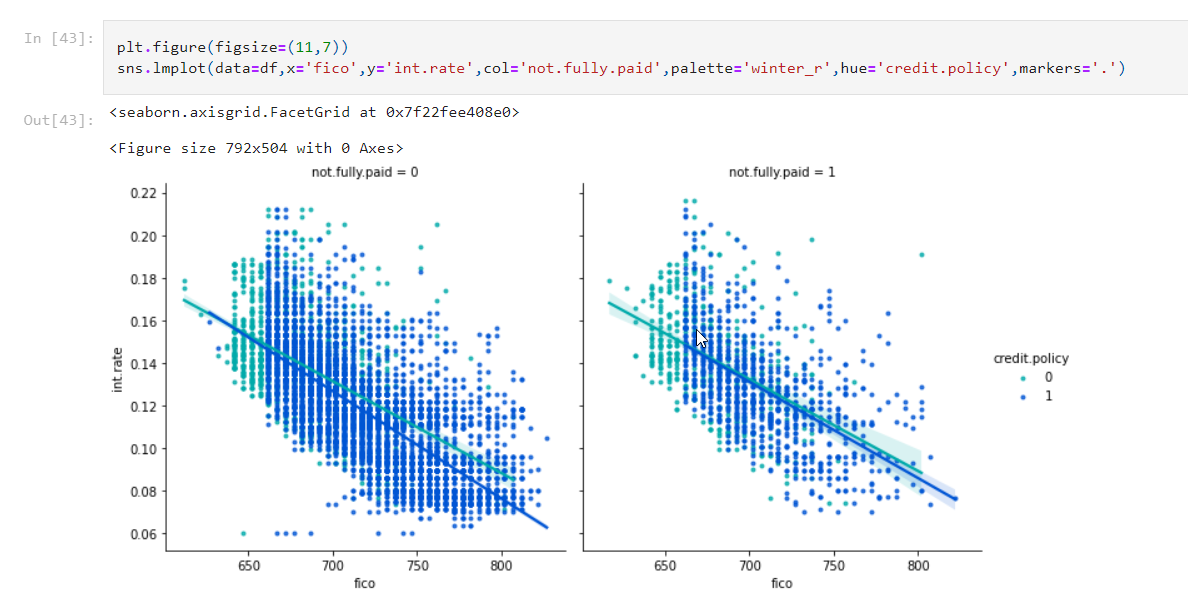 In [43]:
plt.figure(figsize=(11,7))
sns.lmplot(data=df,x='fico',y='int.rate',col='not.fully.paid',palette='winter_r',hue='credit.policy',markers='.')
Out[43]:
<seaborn.axisgrid.FacetGrid at 0x7f22fee408e0>
<Figure size 792x504 with 0 Axes>
not.fully.paid = 0
not.fully.paid = 1
0.22
0.20
0.18
0.16
0.14
0.12
0.10
0.08
0.06
int.rate
650 700 750 800
fico
650 700 750 800
fico
credit.policy
0
1